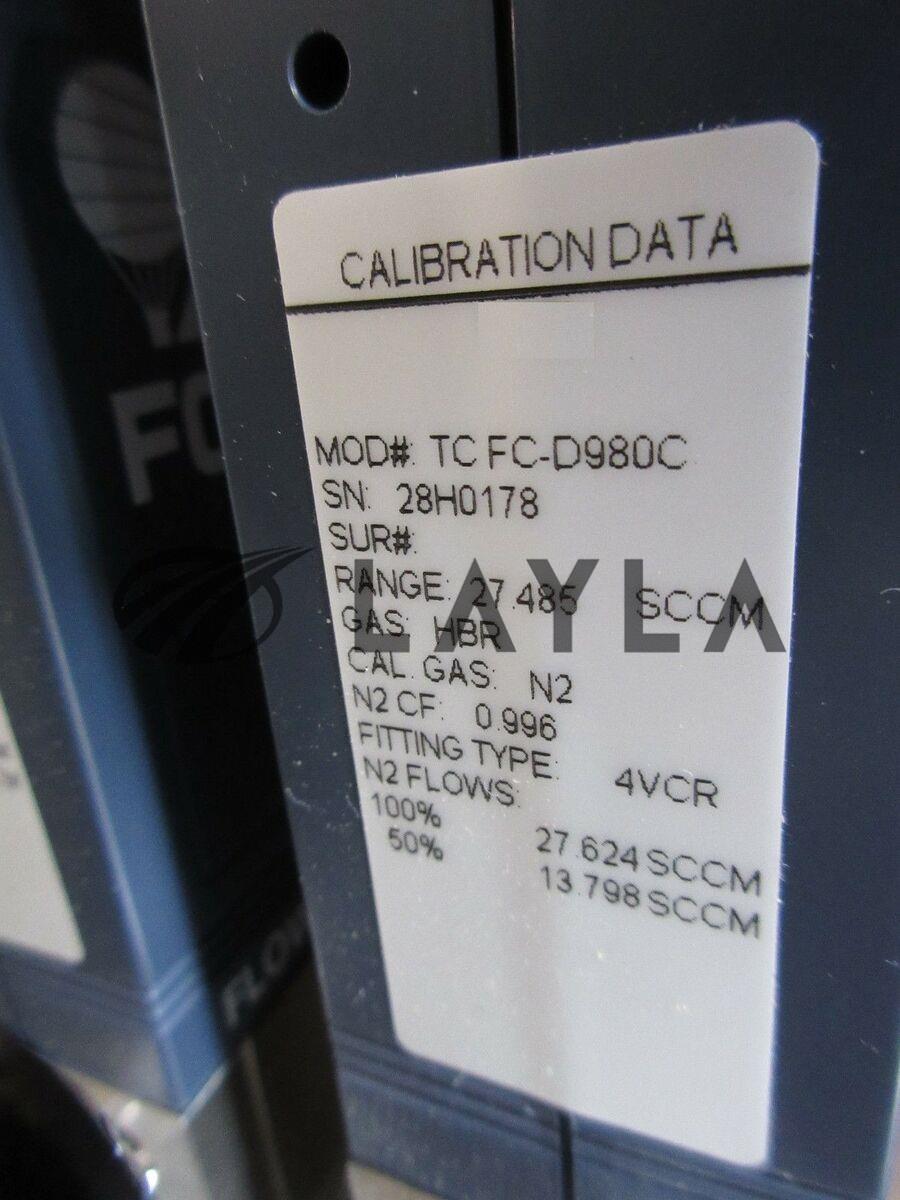 CALIBRATION DATA
MOD#: TC FC-D980C
SN: 28H0178
SUR#:
RANGE: 27.485 SCCM
GAS: HBR
CAL. GAS: N2
N2 CF: 0.996
FITTING TYPE: 4VCR
N2 FLOWS:
100% 27.624 SCCM
50% 13.798 SCCM
LAYLA
FC
FLOW